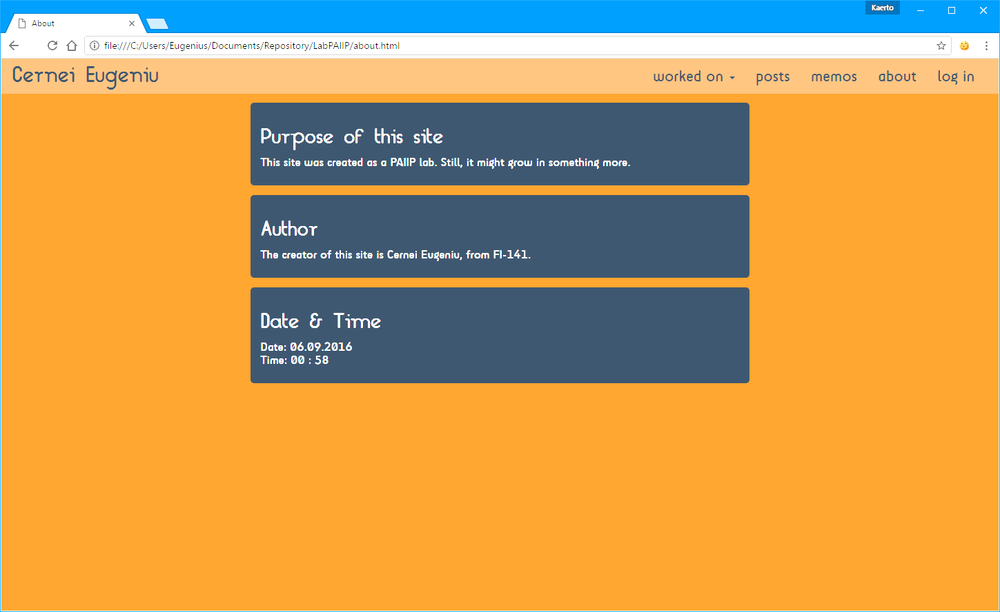 Kaerto
About
file:///C:/Users/Eugenius/Documents/Repository/LabPAIIP/about.html
Cernei Eugeniu
worked on
posts
memos
about
log in
Purpose of this site
This site was created as a PAIIP lab. Still, it might grow in something more.
Author
The creator of this site is Cernei Eugeniu, from FI-141.
Date & Time
Date: 06.09.2016
Time: 00 : 58